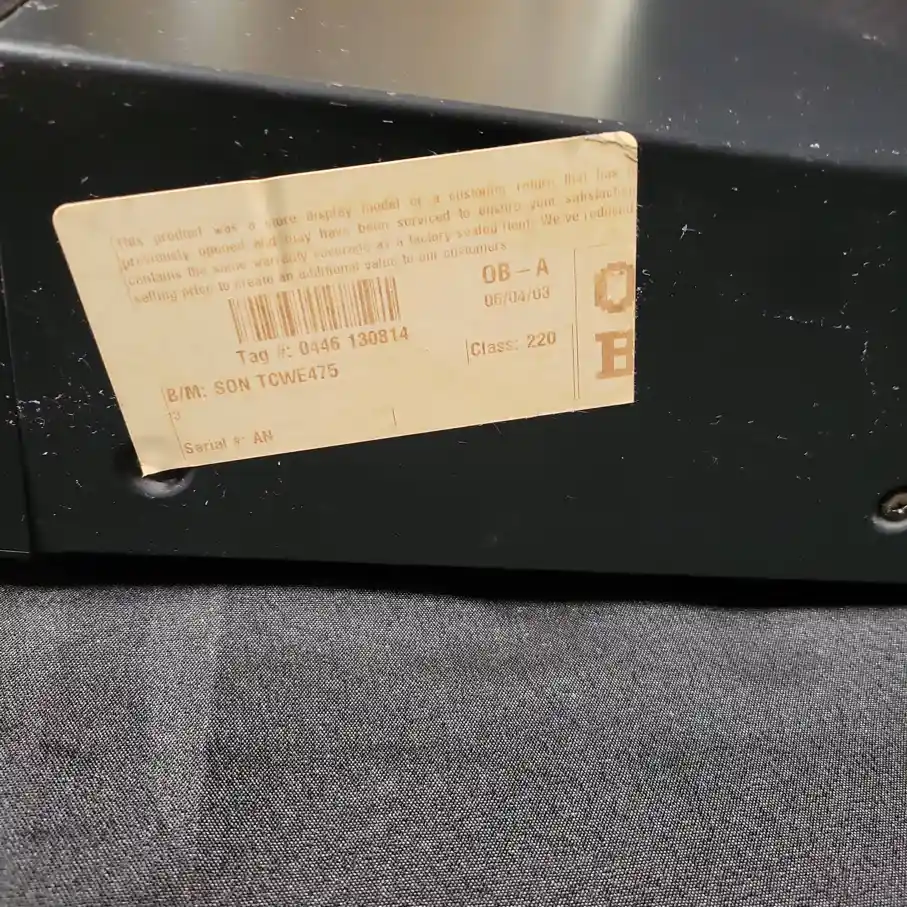 This product was a store display model or a customer return that has
previously opened and may have been serviced to ensure your satisfaction
contains the same warranty coverage as a factory sealed item. We've reduced
selling price to create an additional value to our customers
OB-A
06/04/03
Tag #: 0446 130814
Class: 220
O
B
B/M: SON TCWE475
3
Serial #: AN